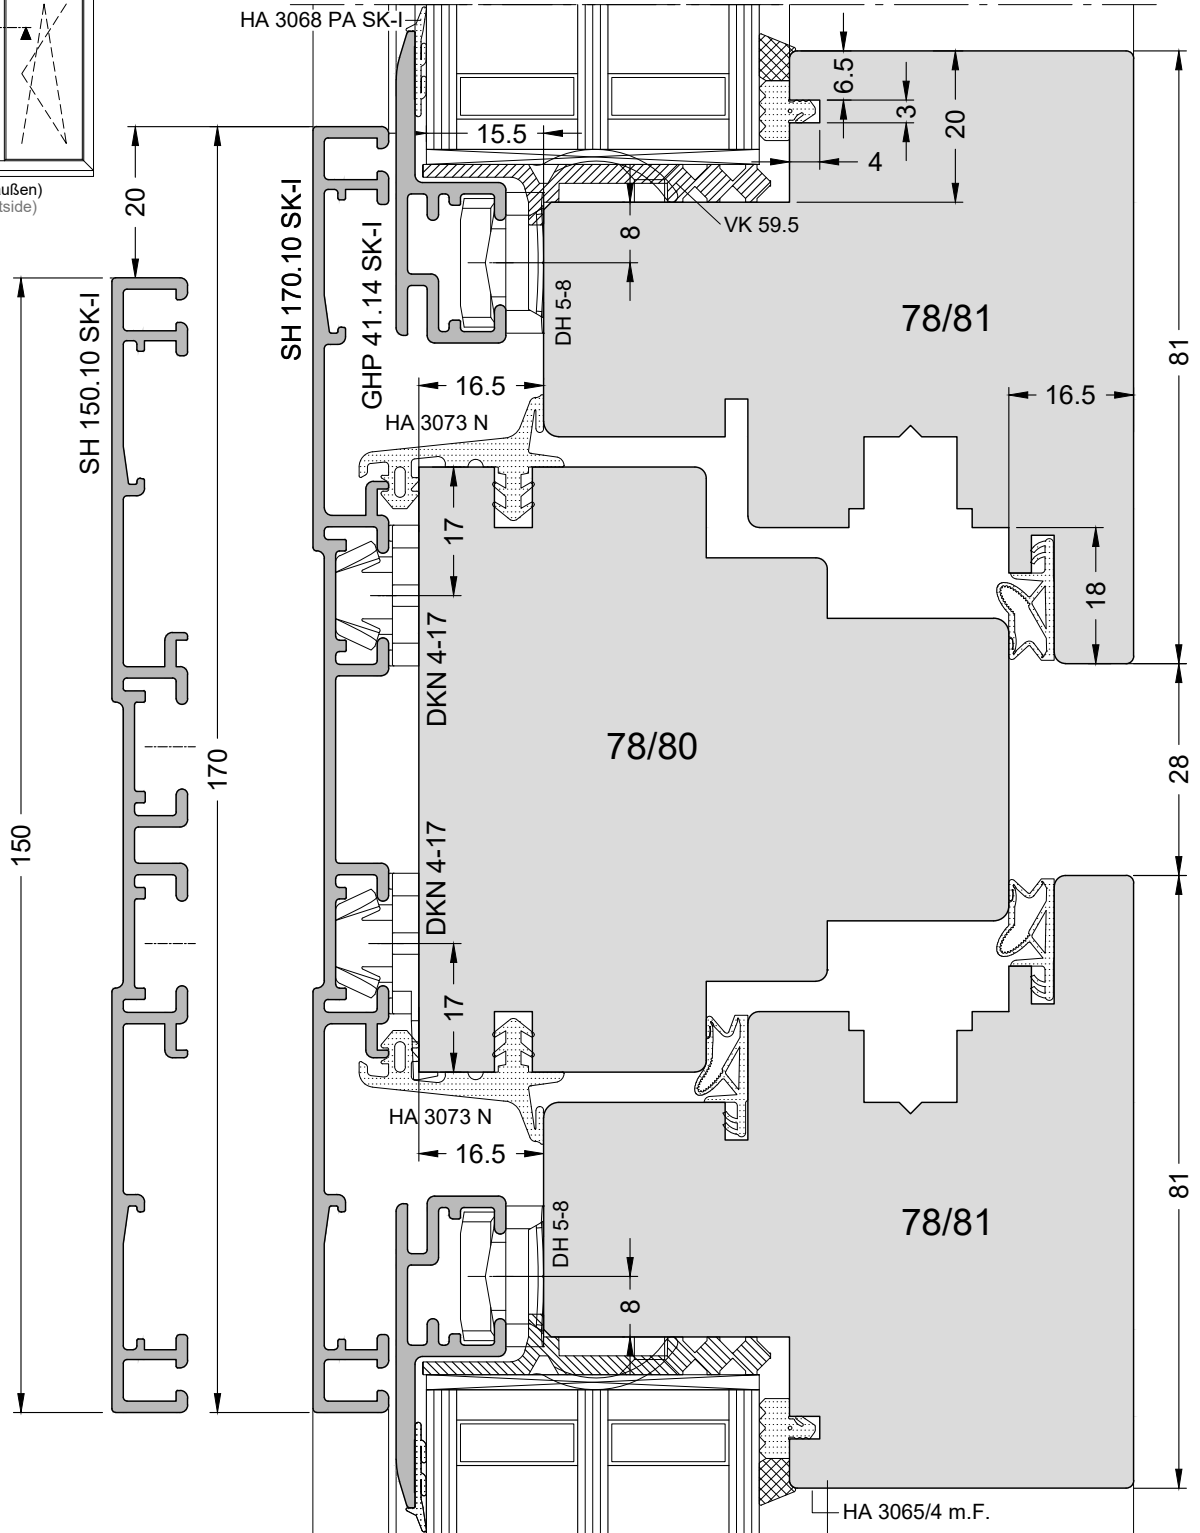 HA 3068 PA SK-I
außen)
tside)
15.5
6.5
3
20
4
20
8
VK 59.5
SH 170.10 SK-I
GHP 41.14 SK-I
SH 150.10 SK-I
DH 5-8
78/81
81
16.5
16.5
HA 3073 N
17
18
DKN 4-17
78/80
28
170
150
DKN 4-17
17
HA 3073 N
16.5
DH 5-8
78/81
81
8
HA 3065/4 m.F.